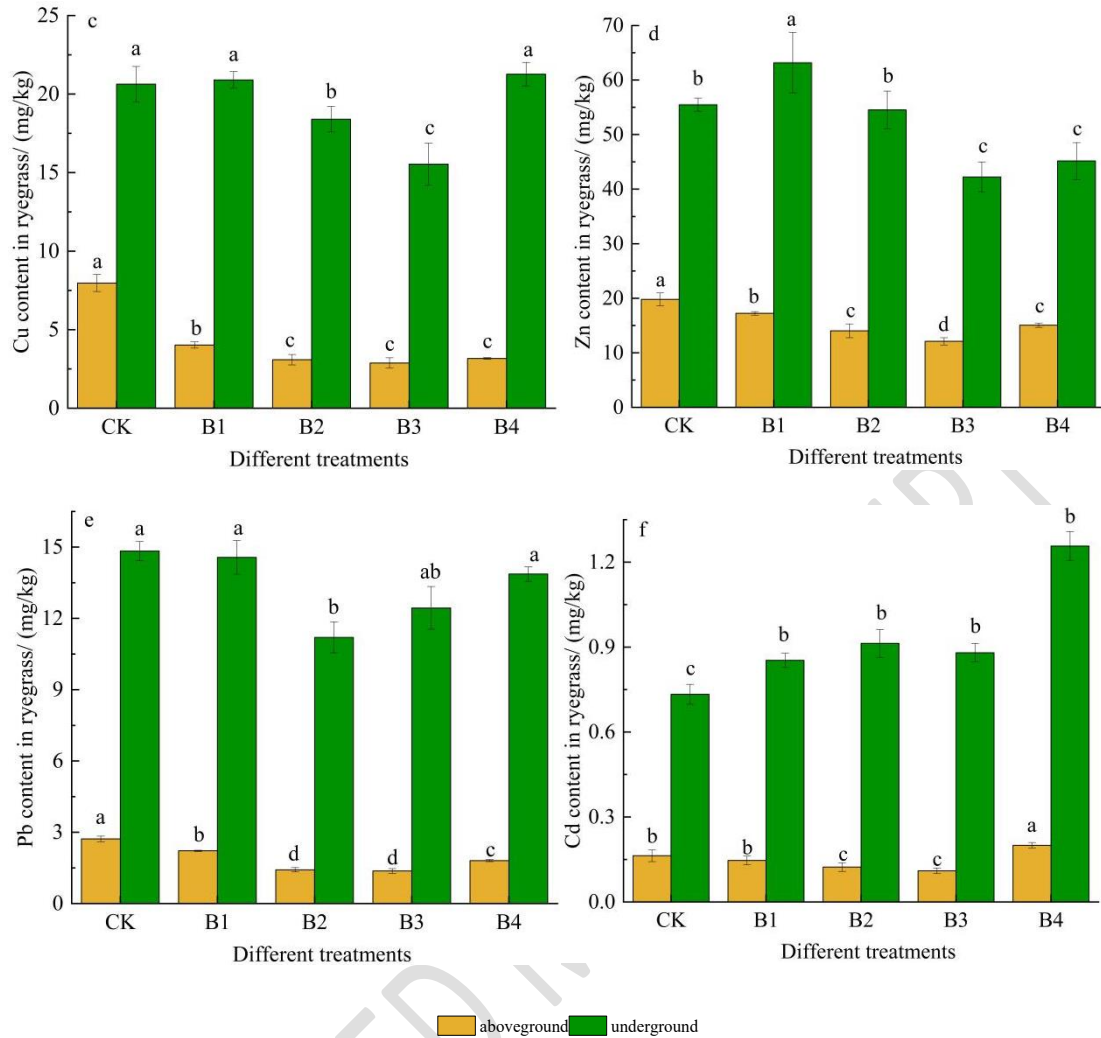 c
Cu content in ryegrass/ (mg/kg)
25
20
15
10
5
0
a a b c a
a b c c c
CK B1 B2 B3 B4
Different treatments
d
Zn content in ryegrass/ (mg/kg)
70
60
50
40
30
20
10
0
b a b c c
a b c d c
CK B1 B2 B3 B4
Different treatments
e
Pb content in ryegrass/ (mg/kg)
15
12
9
6
3
0
a a b ab a
a b d d c
CK B1 B2 B3 B4
Different treatments
f
Cd content in ryegrass/ (mg/kg)
1.2
0.9
0.6
0.3
0.0
c b b b b
b b c c a
CK B1 B2 B3 B4
Different treatments
aboveground underground